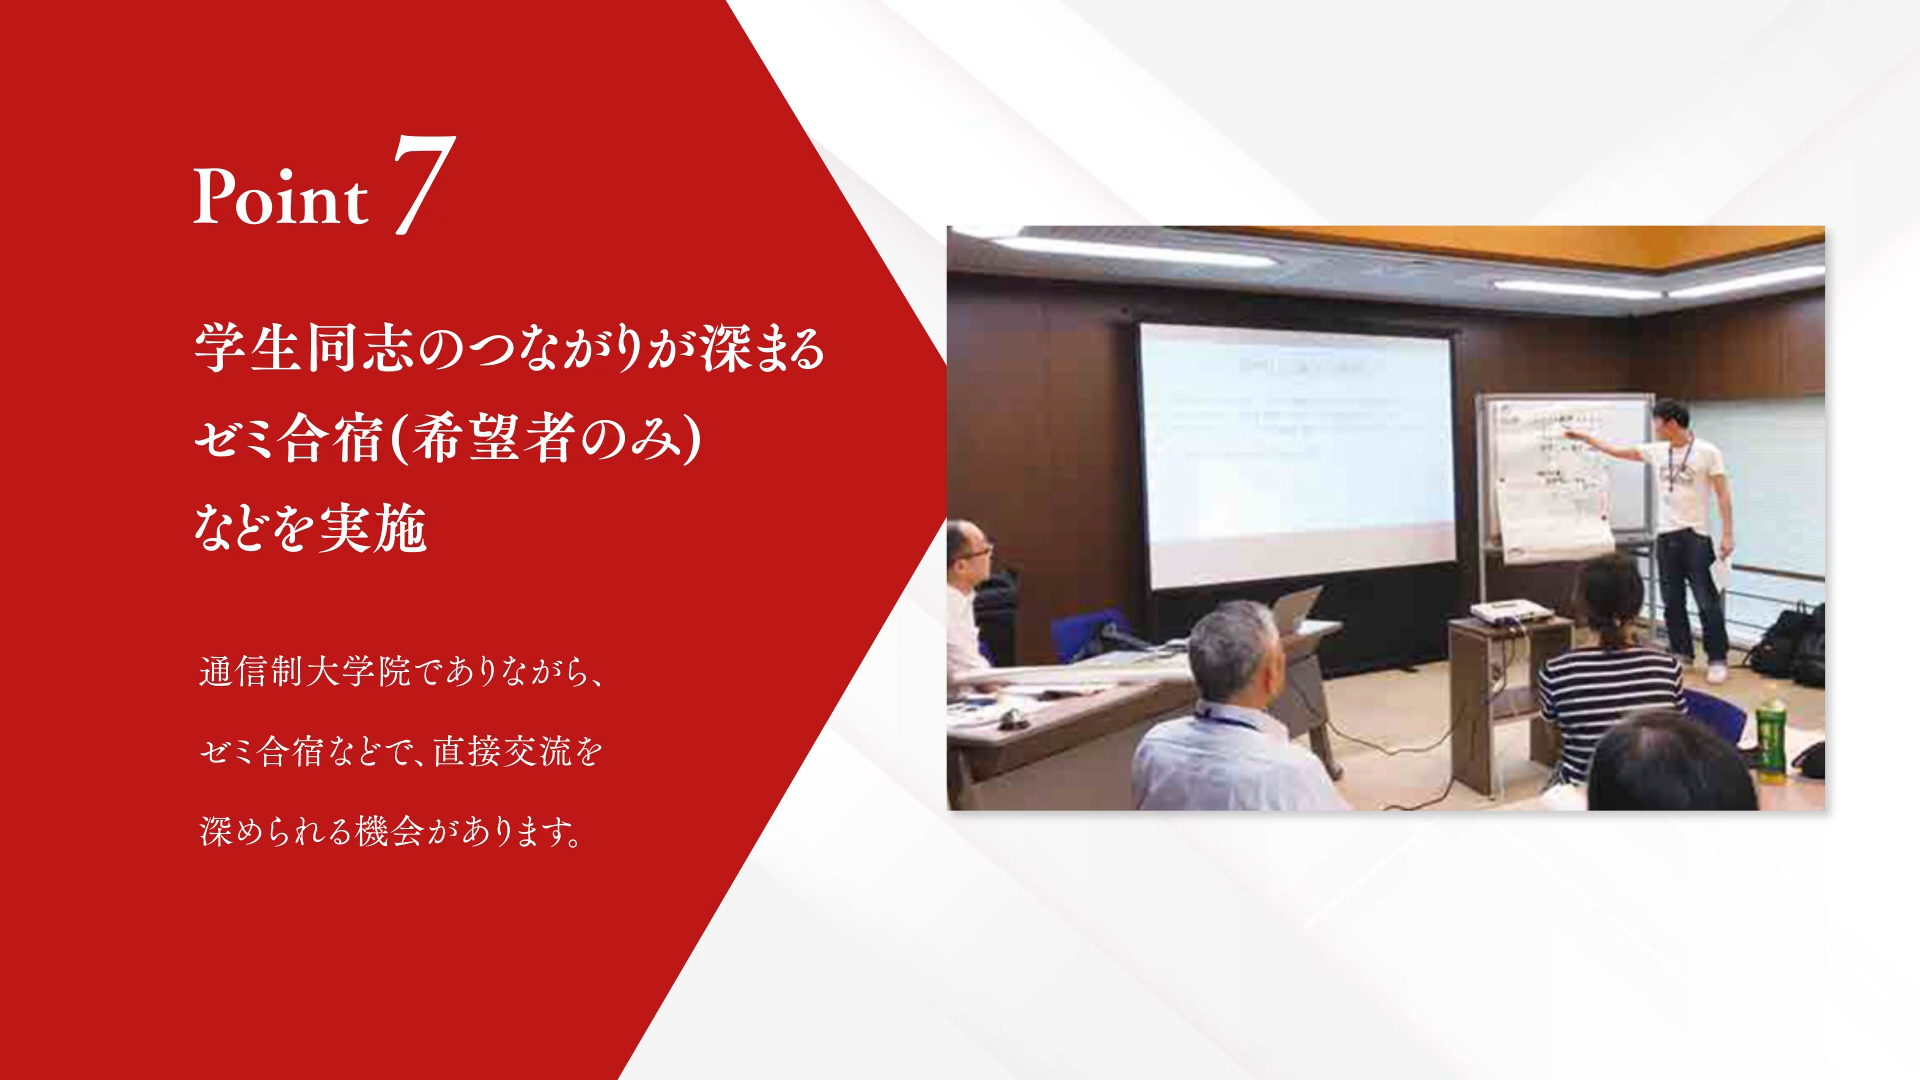 Point 7
学生同志のつながりが深まる
ゼミ合宿(希望者のみ)
などを実施
通信制大学院でありながら、
ゼミ合宿などで、直接交流を
深められる機会があります。